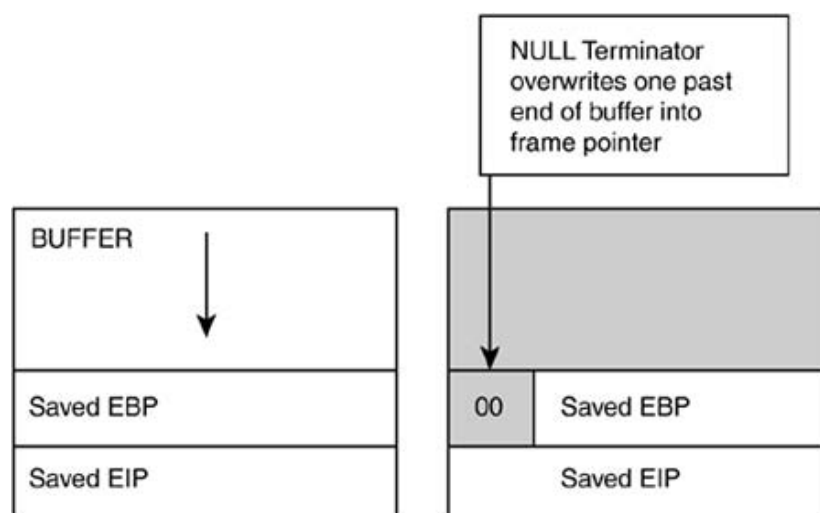 NULL Terminator
overwrites one past
end of buffer into
frame pointer
BUFFER
Saved EBP
Saved EIP
00
Saved EBP
Saved EIP